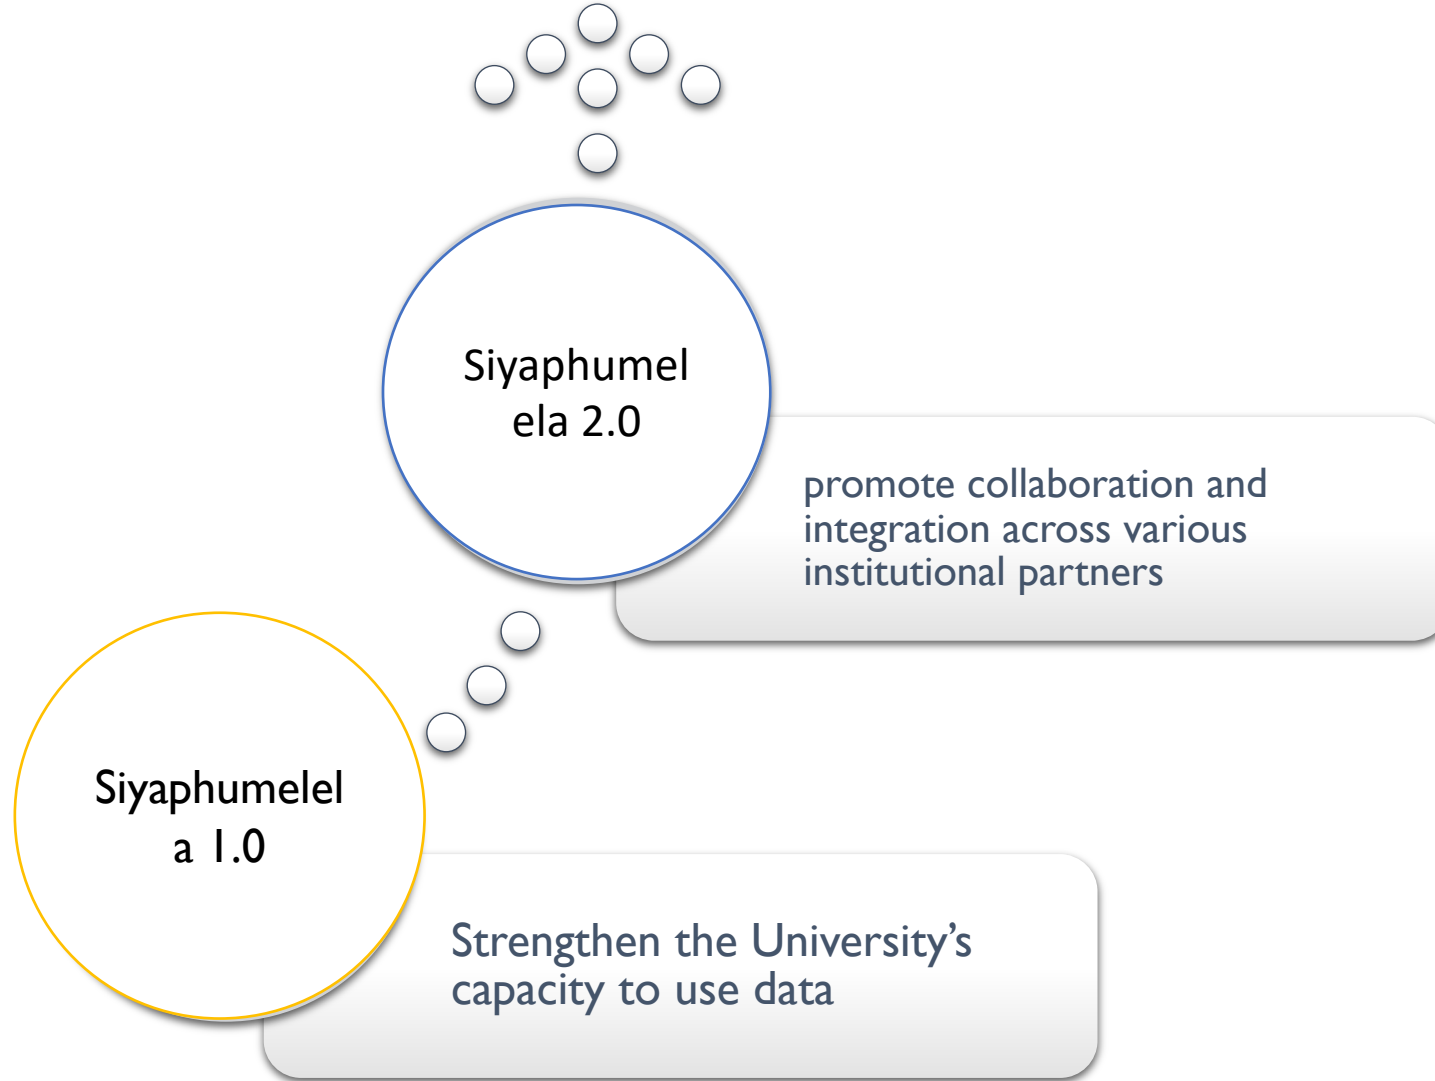 Siyaphumel
ela 2.0
promote collaboration and
integration across various
institutional partners
Siyaphumelel
a 1.0
Strengthen the University’s
capacity to use data